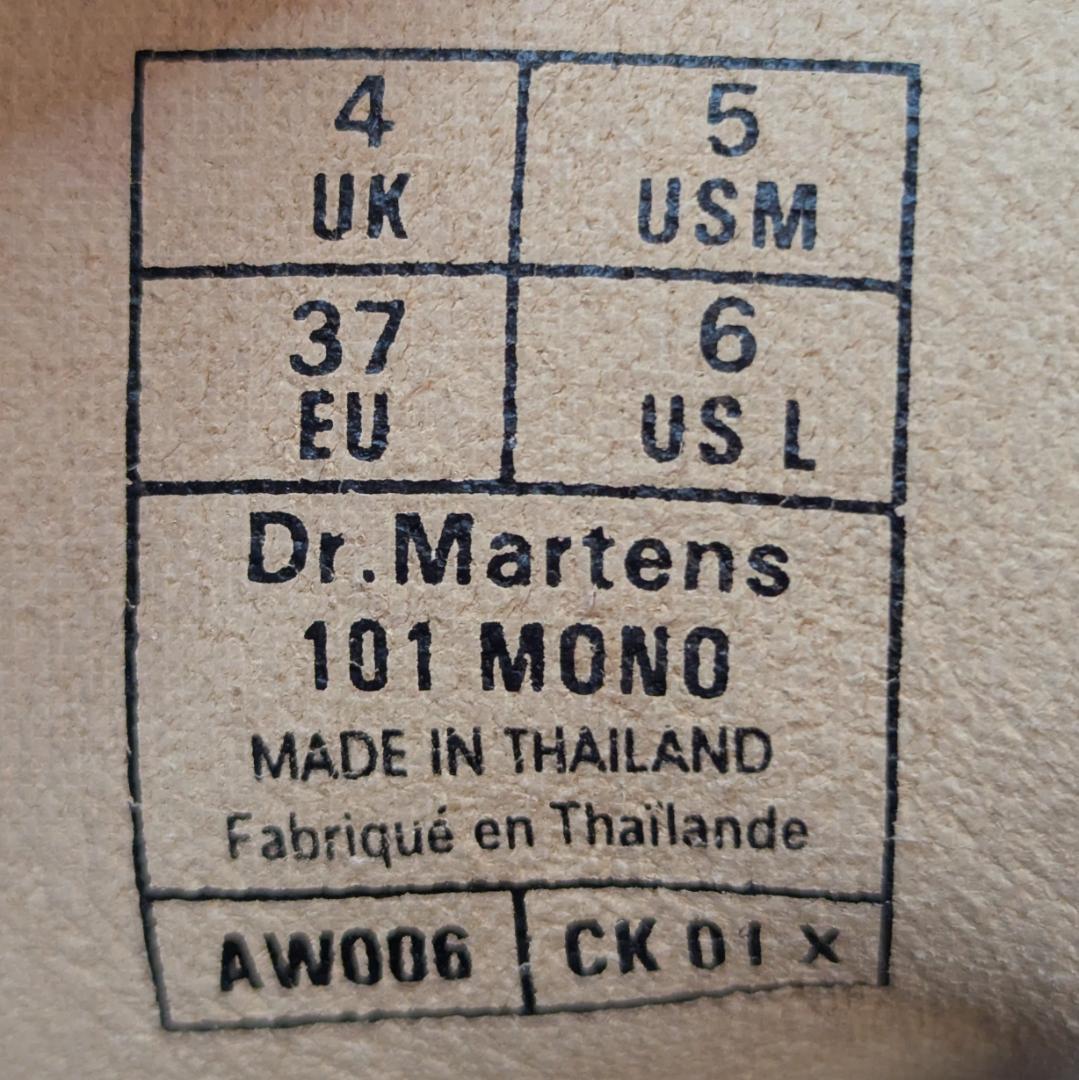 4
UK
5
USM
37
EU
6
US L
Dr.Martens
101 MONO
MADE IN THAILAND
Fabriqué en Thaïlande
AW006
CK 01 X